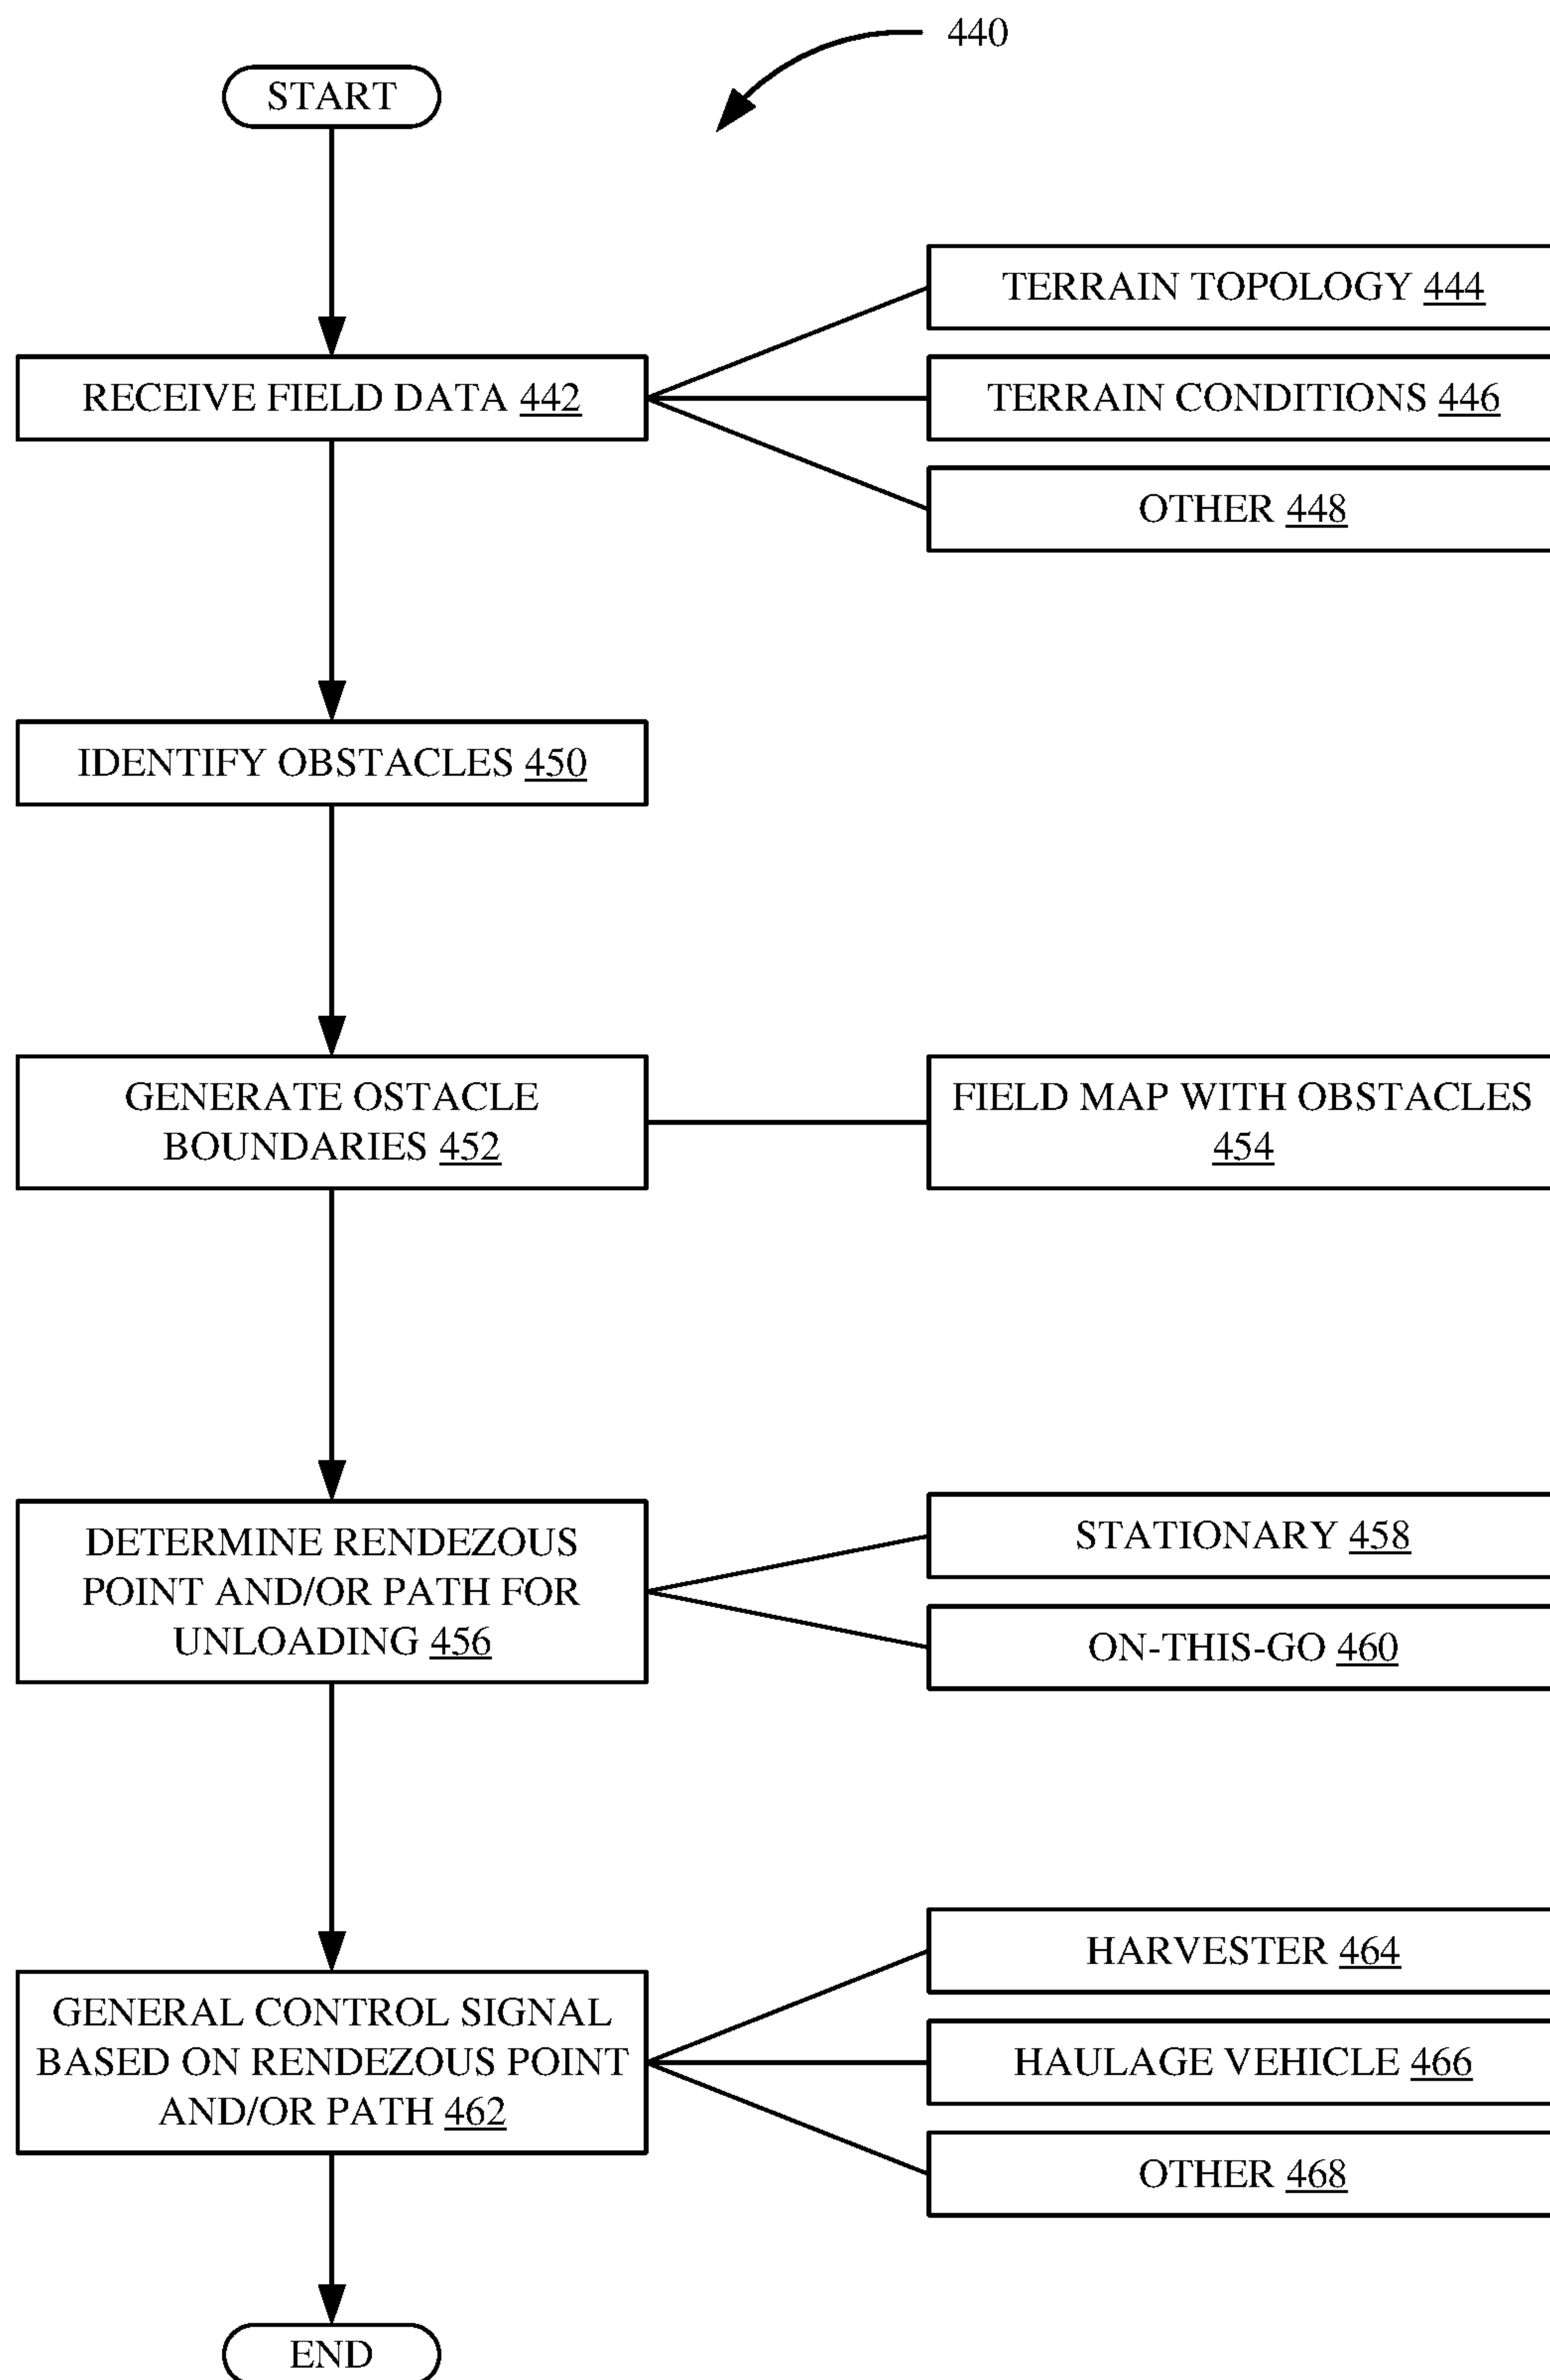 440
START
RECEIVE FIELD DATA 442
TERRAIN TOPOLOGY 444
TERRAIN CONDITIONS 446
OTHER 448
IDENTIFY OBSTACLES 450
GENERATE OSTACLE
BOUNDARIES 452
FIELD MAP WITH OBSTACLES
454
DETERMINE RENDEZOUS
POINT AND/OR PATH FOR
UNLOADING 456
STATIONARY 458
ON-THIS-GO 460
GENERAL CONTROL SIGNAL
BASED ON RENDEZOUS POINT
AND/OR PATH 462
HARVESTER 464
HAULAGE VEHICLE 466
OTHER 468
END